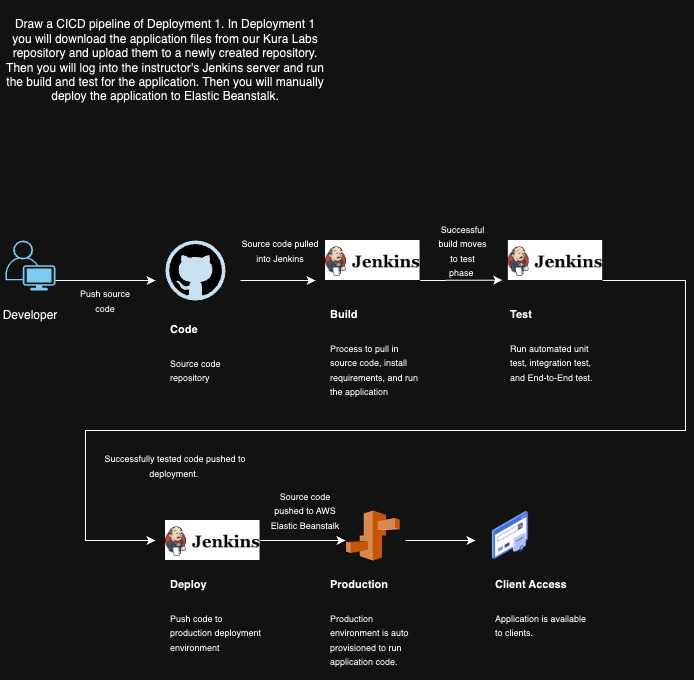 Draw a CICD pipeline of Deployment 1. In Deployment 1
you will download the application files from our Kura Labs
repository and upload them to a newly created repository.
Then you will log into the instructor's Jenkins server and run
the build and test for the application. Then you will manually
deploy the application to Elastic Beanstalk.
Developer
Push source
code
Code
Source code
repository
Source code pulled
into Jenkins
Jenkins
Build
Process to pull in
source code, install
requirements, and run
the application
Successful
build moves
to test
phase
Jenkins
Test
Run automated unit
test, integration test,
and End-to-End test.
Successfully tested code pushed to
deployment.
Jenkins
Deploy
Push code to
production deployment
environment
Source code
pushed to AWS
Elastic Beanstalk
Production
Production
environment is auto
provisioned to run
application code.
Client Access
Application is available
to clients.